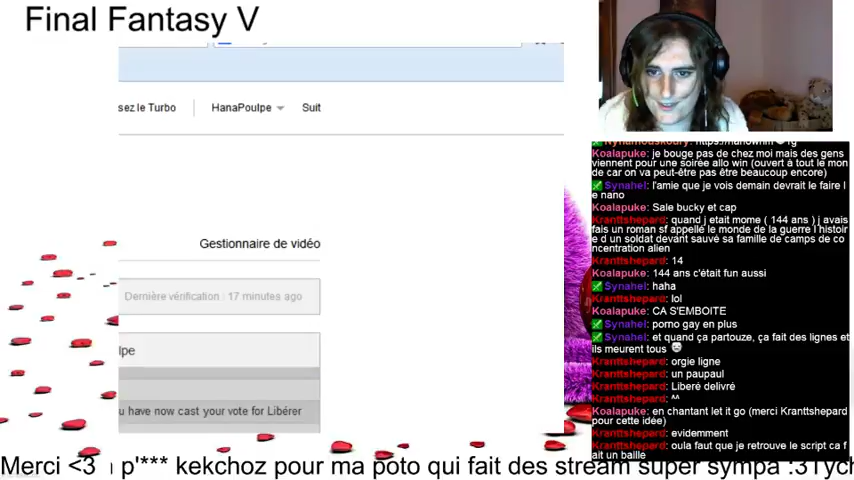 Final Fantasy V
sez le Turbo
HanaPoulpe
Suit
Gestionnaire de vidéo
Dernière vérification : 17 minutes ago
lpe
u have now cast your vote for Libérer
Koalapuke: je bouge pas de chez moi mais des gens
viennent pour une soirée allo win (ouvert à tout le mon
de car on va peut-être pas être beaucoup encore)
Synahel: l'amie que je vois demain devrait le faire l
e nano
Koalapuke: Sale bucky et cap
Kranttshepard: quand j etait mome ( 144 ans ) j avais
fais un roman sf appellé le monde de la guerre l histoir
e d un soldat devant sauvé sa famille de camps de co
ncentration alien
Kranttshepard: 14
Koalapuke: 144 ans c'était fun aussi
Synahel: haha
Kranttshepard: lol
Koalapuke: CA S'EMBOITE
Synahel: porno gay en plus
Synahel: et quand ça partouze, ça fait des lignes et
ils meurent tous
Kranttshepard: orgie ligne
Kranttshepard: un paupaul
Kranttshepard: Liberé delivré
Kranttshepard: ^^
Koalapuke: en chantant let it go (merci Kranttshepard
pour cette idée)
Kranttshepard: evidemment
Kranttshepard: oula faut que je retrouve le script ca f
ait un baille
Merci <3 p'*** kekchoz pour ma poto qui fait des stream super sympa :3Tych